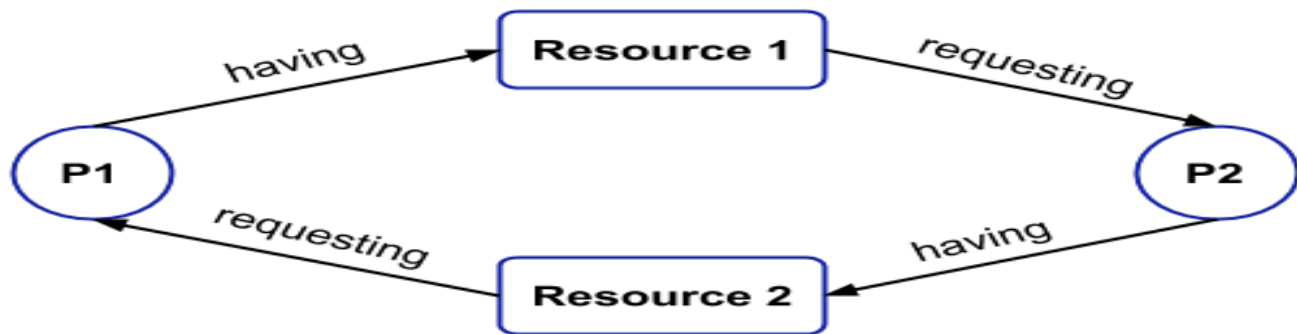 having
Resource 1
requesting
P1
P2
requesting
having
Resource 2